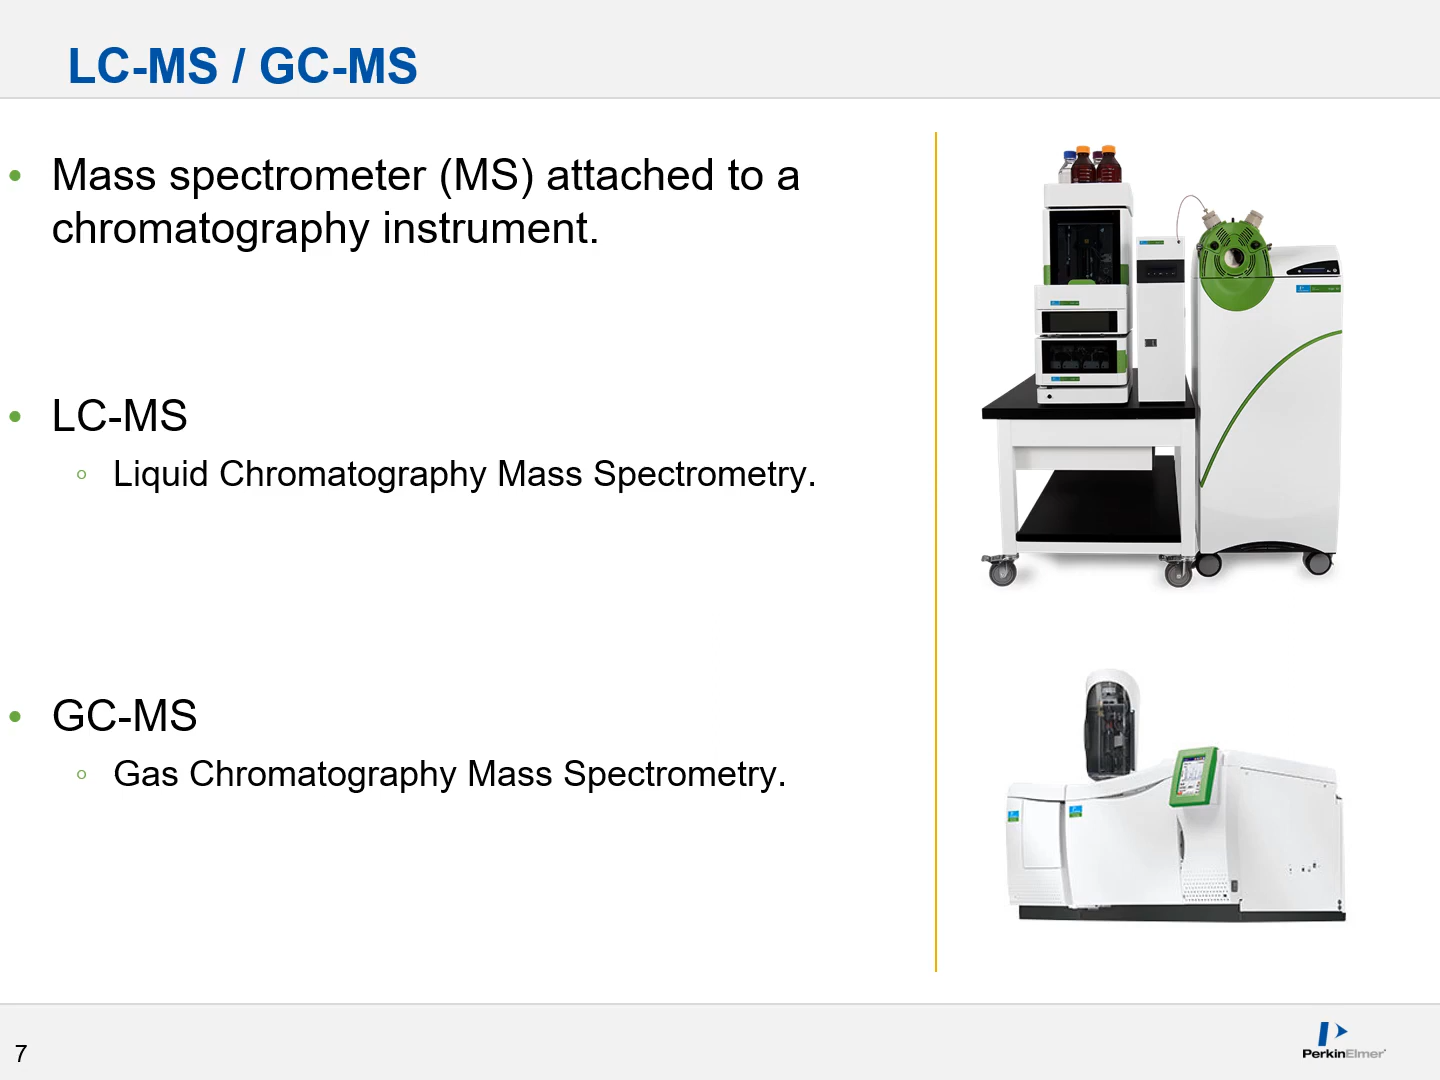 LC-MS / GC-MS
• Mass spectrometer (MS) attached to a
chromatography instrument.
• LC-MS
◦ Liquid Chromatography Mass Spectrometry.
• GC-MS
◦ Gas Chromatography Mass Spectrometry.
7
PerkinElmer